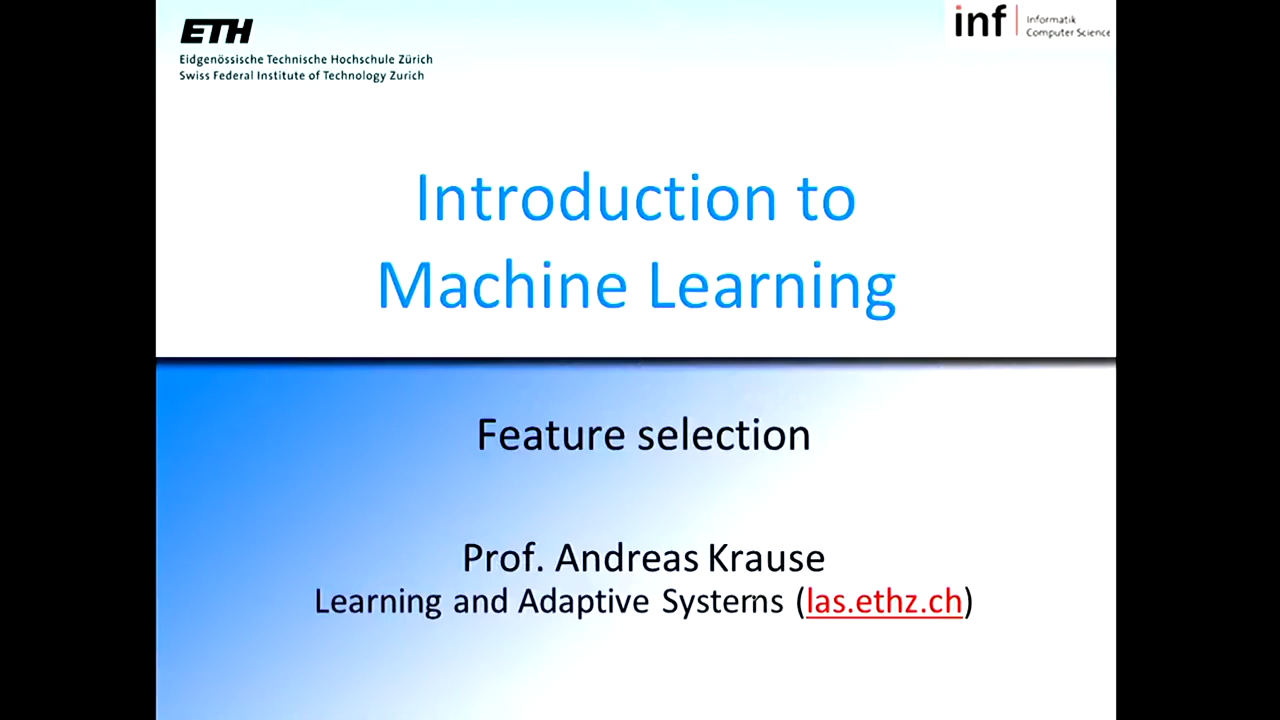 ETH
Eidgenössische Technische Hochschule Zürich
Swiss Federal Institute of Technology Zurich
inf
Informatik
Computer Science
Introduction to
Machine Learning
Feature selection
Prof. Andreas Krause
Learning and Adaptive Systems (las.ethz.ch)